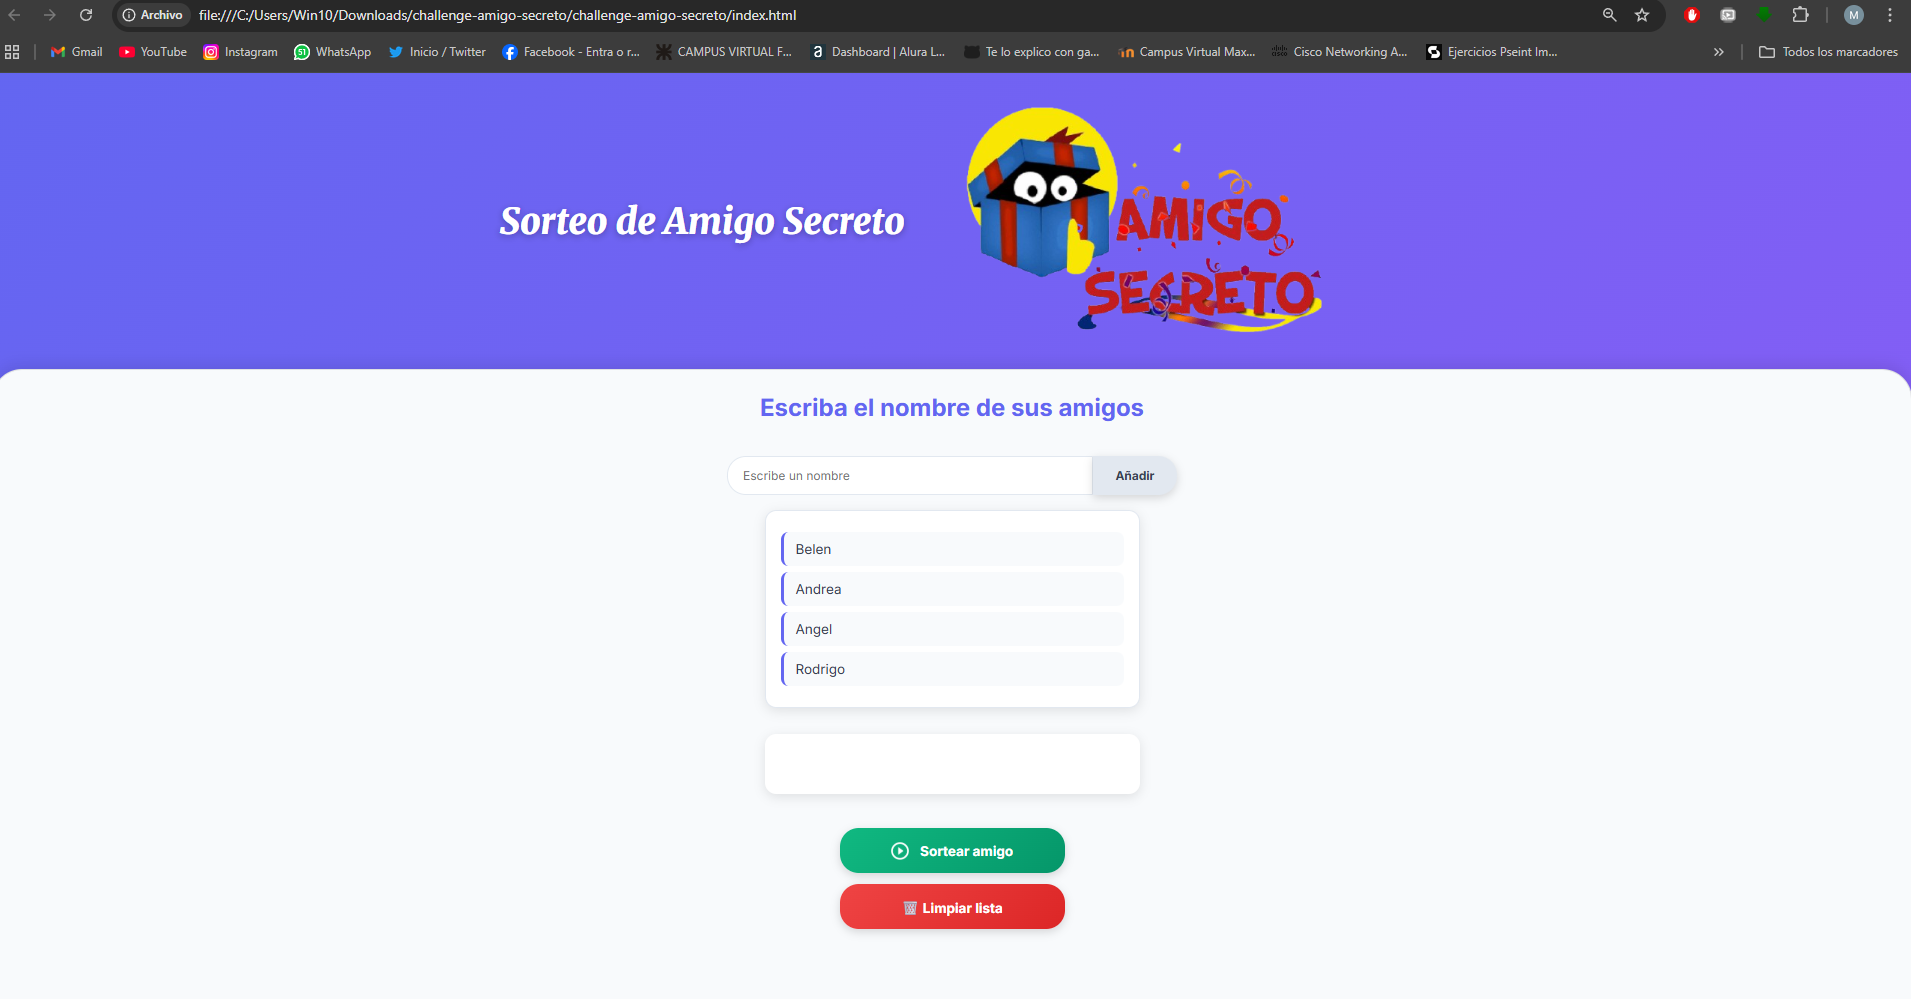 Archivo file:///C:/Users/Win10/Downloads/challenge-amigo-secreto/challenge-amigo-secreto/index.html M
Gmail YouTube Instagram 51 WhatsApp Inicio / Twitter Facebook - Entra o r... CAMPUS VIRTUAL F... a Dashboard | Alura L... Te lo explico con ga... Campus Virtual Max... Cisco Networking A... Ejercicios Pseint Im... » Todos los marcadores
Sorteo de Amigo Secreto
AMIGO
SECRETO
Escriba el nombre de sus amigos
Escribe un nombre Añadir
Belen
Andrea
Angel
Rodrigo
Sortear amigo
Limpiar lista